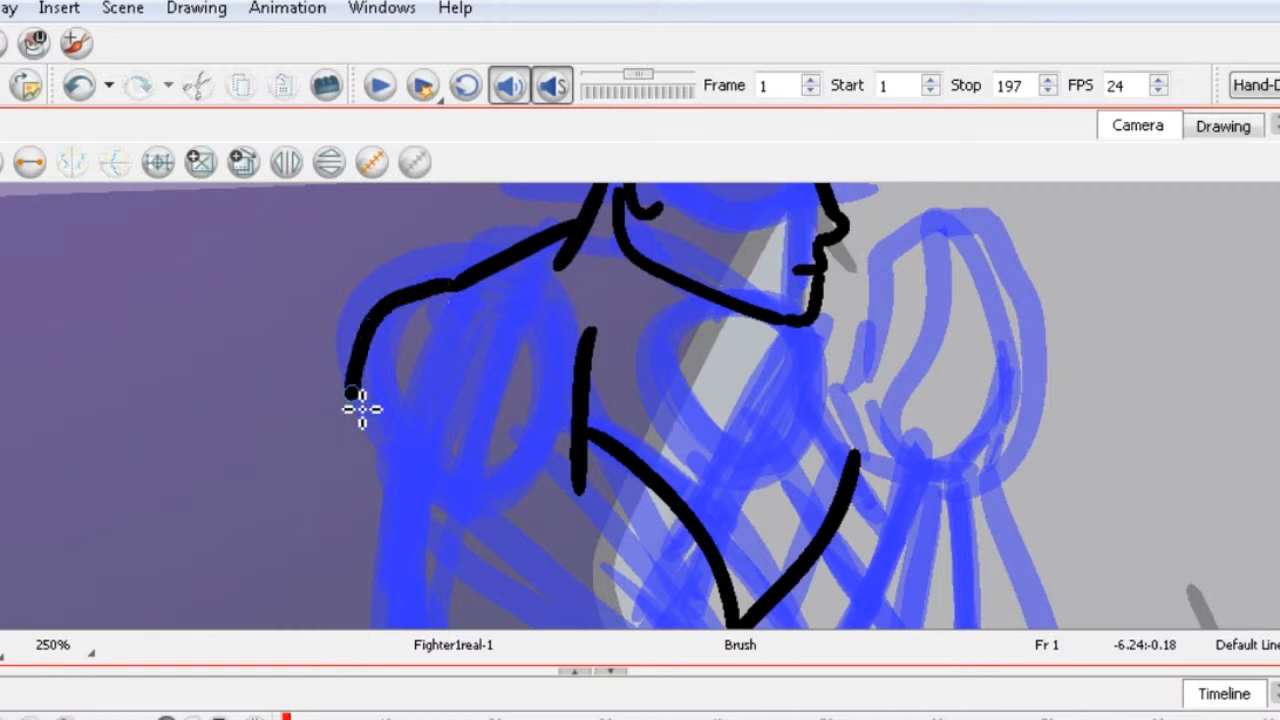 ay Insert Scene Drawing Animation Windows Help
Frame 1 Start 1 Stop 197 FPS 24 Hand-D
Camera Drawing
250% Fighter1real-1 Brush Fr 1 -6.24:-0.18 Default Line
Timeline